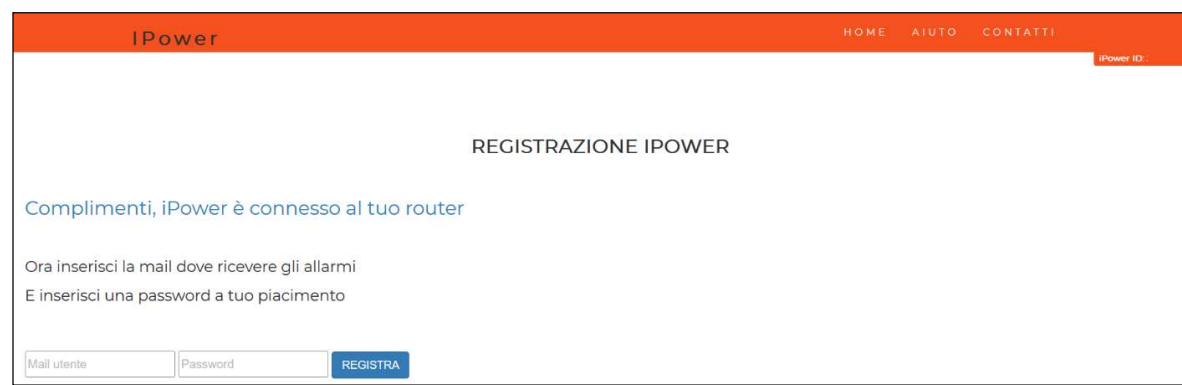 IPower
HOME AIUTO CONTATTI
iPower ID:
REGISTRAZIONE IPOWER
Complimenti, iPower è connesso al tuo router
Ora inserisci la mail dove ricevere gli allarmi
E inserisci una password a tuo piacimento
Mail utente Password REGISTRA